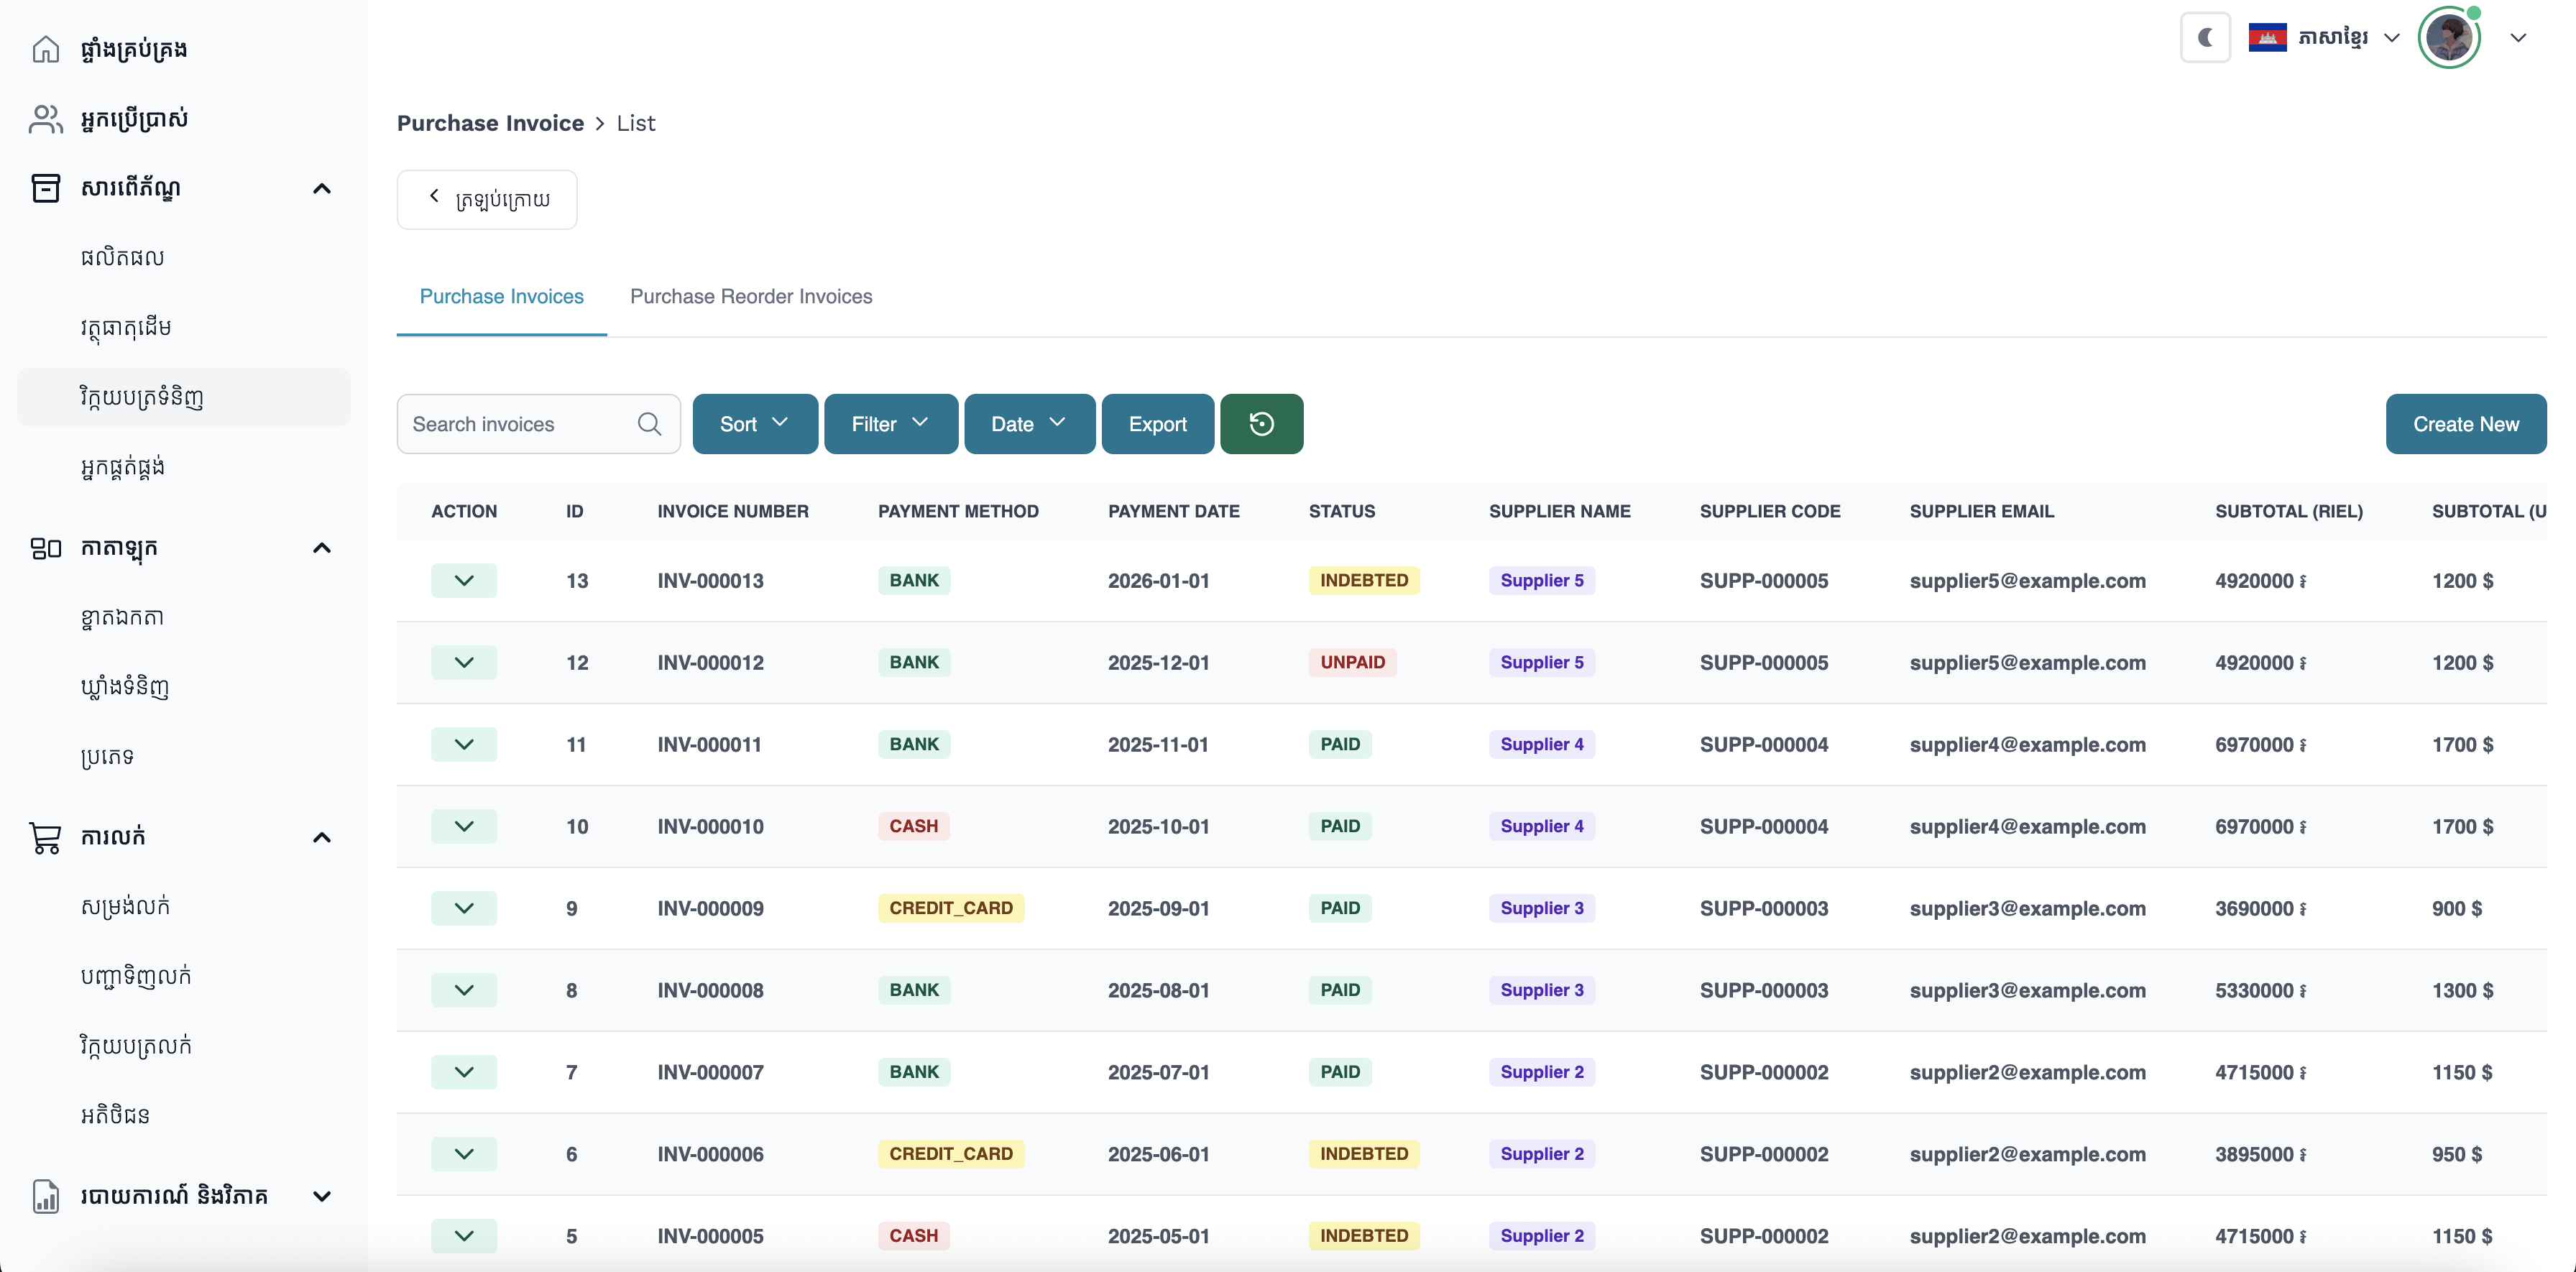 ផ្ទាំងគ្រប់គ្រង
អ្នកប្រើប្រាស់
សារពើភ័ណ្ឌ
ផលិតផល
វត្ថុធាតុដើម
វិក្កយបត្រទំនិញ
អ្នកផ្គត់ផ្គង់
កាតាឡុក
ខ្នាតឯកតា
ឃ្លាំងទំនិញ
ប្រភេទ
ការលក់
សម្រង់លក់
បញ្ជាទិញលក់
វិក្កយបត្រលក់
អតិថិជន
របាយការណ៍ និងវិភាគ
ភាសាខ្មែរ
Purchase Invoice > List
ត្រឡប់ក្រោយ
Purchase Invoices Purchase Reorder Invoices
Search invoices Sort Filter Date Export Create New
ACTION ID INVOICE NUMBER PAYMENT METHOD PAYMENT DATE STATUS SUPPLIER NAME SUPPLIER CODE SUPPLIER EMAIL SUBTOTAL (RIEL) SUBTOTAL (U
13 INV-000013 BANK 2026-01-01 INDEBTED Supplier 5 SUPP-000005 supplier5@example.com 4920000 ៛ 1200 $
12 INV-000012 BANK 2025-12-01 UNPAID Supplier 5 SUPP-000005 supplier5@example.com 4920000 ៛ 1200 $
11 INV-000011 BANK 2025-11-01 PAID Supplier 4 SUPP-000004 supplier4@example.com 6970000 ៛ 1700 $
10 INV-000010 CASH 2025-10-01 PAID Supplier 4 SUPP-000004 supplier4@example.com 6970000 ៛ 1700 $
9 INV-000009 CREDIT_CARD 2025-09-01 PAID Supplier 3 SUPP-000003 supplier3@example.com 3690000 ៛ 900 $
8 INV-000008 BANK 2025-08-01 PAID Supplier 3 SUPP-000003 supplier3@example.com 5330000 ៛ 1300 $
7 INV-000007 BANK 2025-07-01 PAID Supplier 2 SUPP-000002 supplier2@example.com 4715000 ៛ 1150 $
6 INV-000006 CREDIT_CARD 2025-06-01 INDEBTED Supplier 2 SUPP-000002 supplier2@example.com 3895000 ៛ 950 $
5 INV-000005 CASH 2025-05-01 INDEBTED Supplier 2 SUPP-000002 supplier2@example.com 4715000 ៛ 1150 $